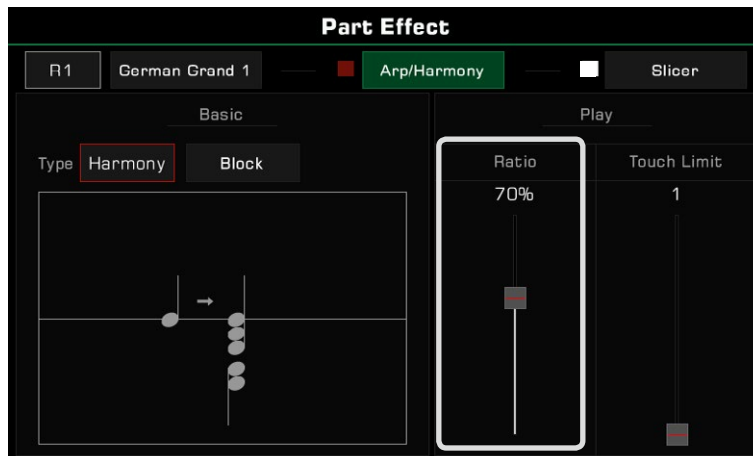 Part Effect
R1 German Grand 1 Arp/Harmony Slicer
Basic Play
Type Harmony Block Ratio Touch Limit
70% 1